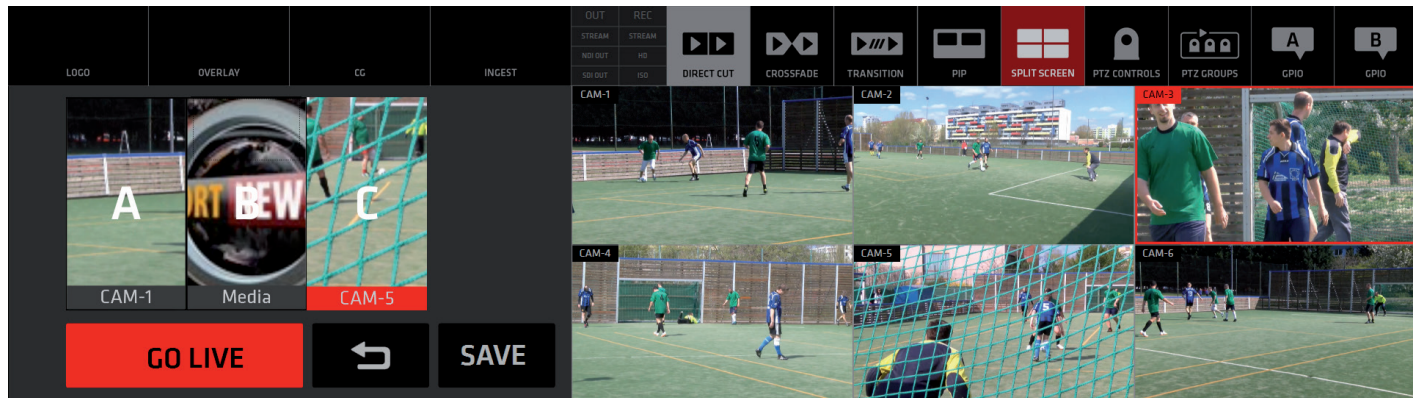 LOGO
OVERLAY
CG
INGEST
OUT
REC
STREAM
STREAM
NDI OUT
HD
SDI OUT
ISO
DIRECT CUT
CROSSFADE
TRANSITION
PIP
SPLIT SCREEN
PTZ CONTROLS
PTZ GROUPS
A
GPIO
B
GPIO
A
B
C
CAM-1
Media
CAM-5
GO LIVE
SAVE
CAM-1
CAM-2
CAM-3
CAM-4
CAM-5
CAM-6
5